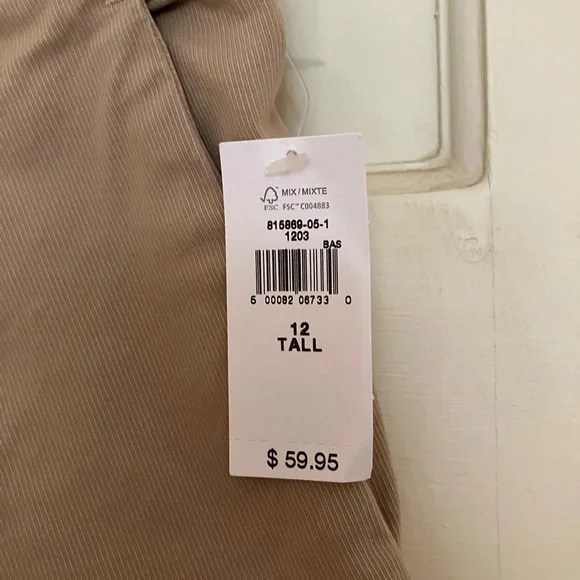 MIX / MIXTE
FSC FSC™ C004883
815869-05-1
1203
BAS
5 00082 06733 0
12
TALL
$ 59.95